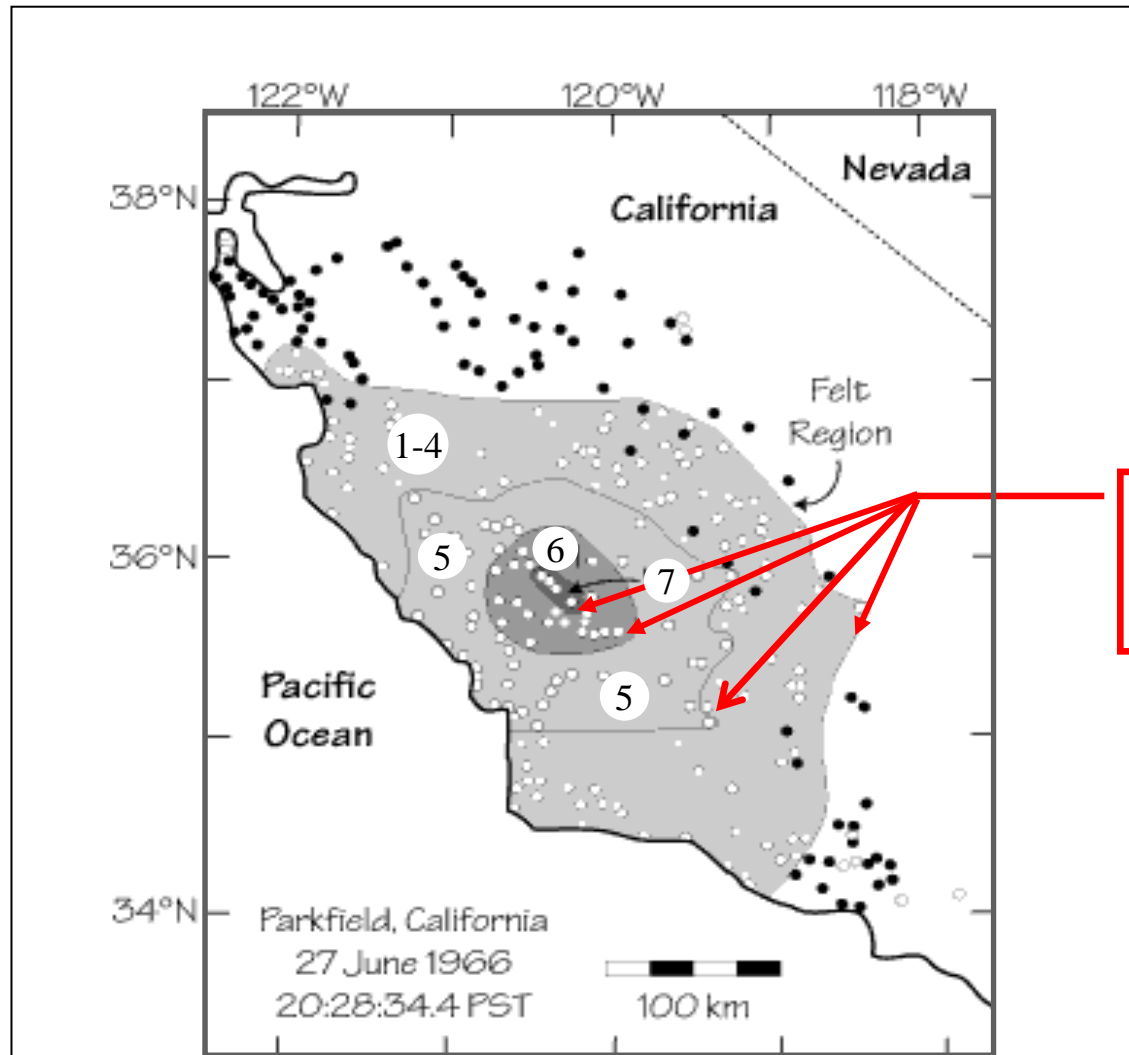 122°W 120°W 118°W
Nevada
38°N
California
Felt
Region
1-4
36°N
6
5
7
5
Pacific
Ocean
34°N
Parkfield, California
27 June 1966
20:28:34.4 PST
100 km